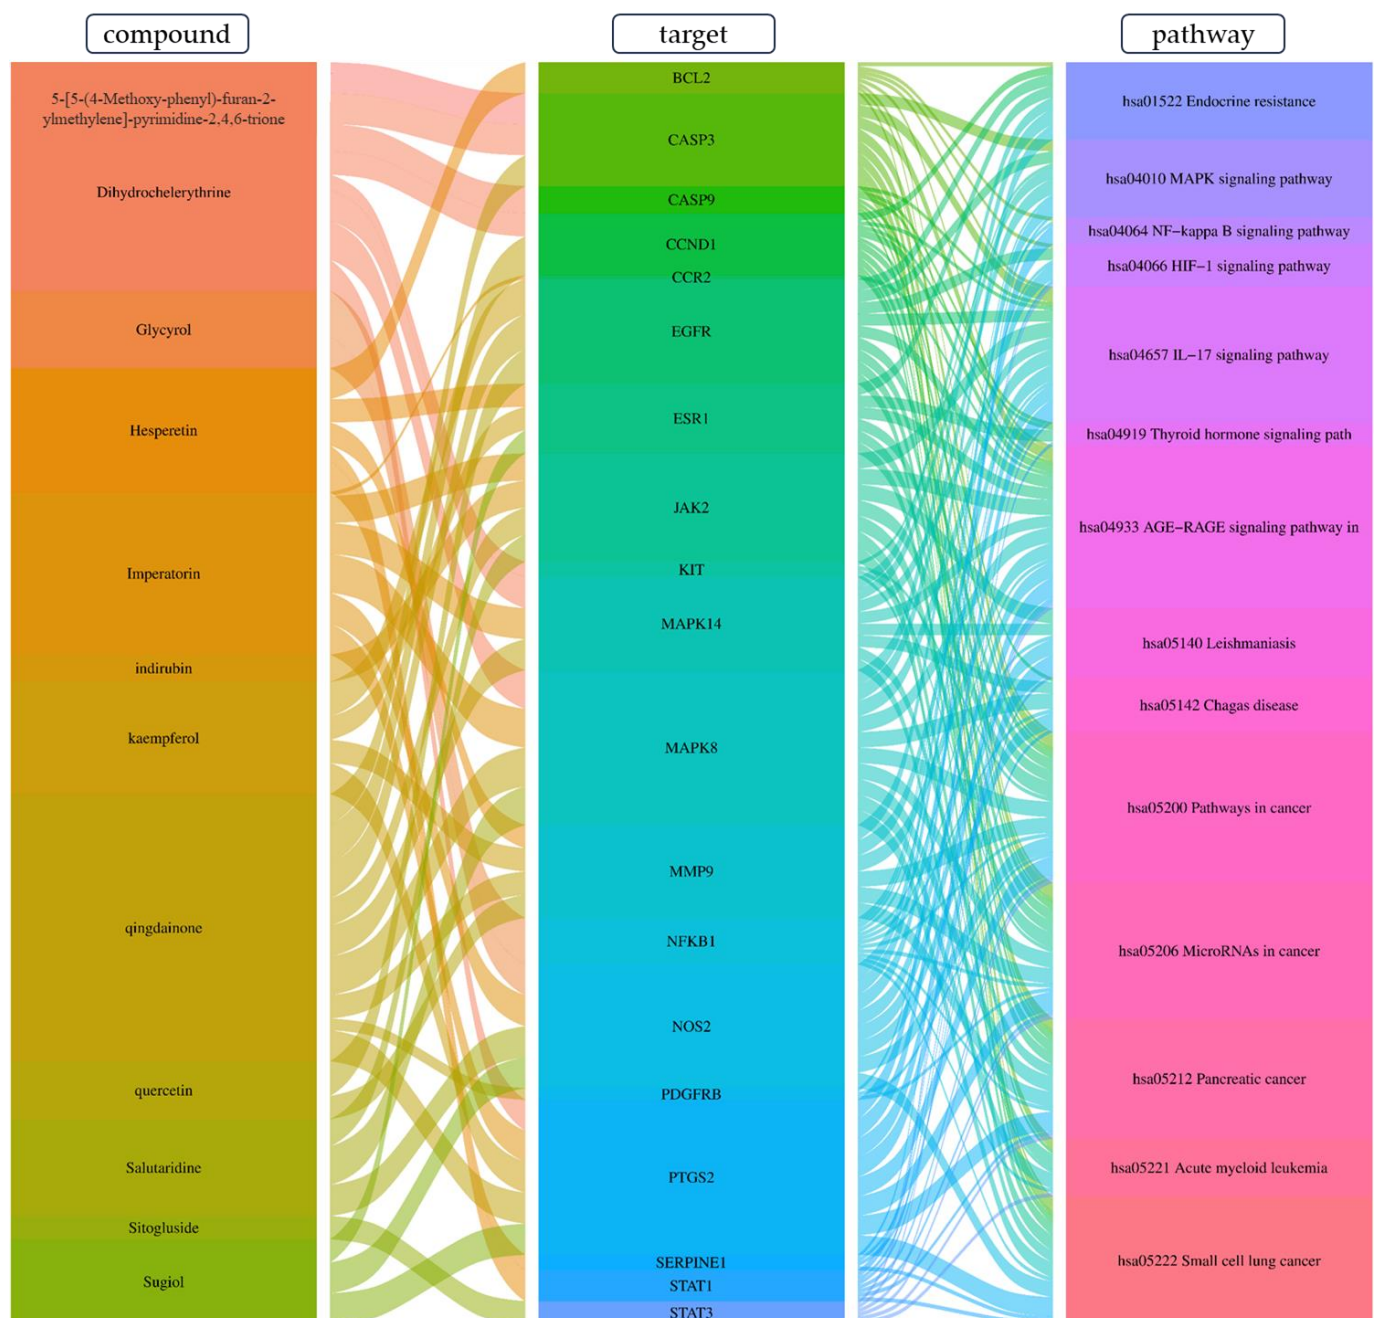 compound
target
pathway
5-[5-(4-Methoxy-phenyl)-furan-2-
ylmethylene]-pyrimidine-2,4,6-trione
Dihydrochelerythrine
Glycyrol
Hesperetin
Imperatorin
indirubin
kaempferol
qingdainone
quercetin
Salutaridine
Sitogluside
Sugiol
BCL2
CASP3
CASP9
CCND1
CCR2
EGFR
ESR1
JAK2
KIT
MAPK14
MAPK8
MMP9
NFKB1
NOS2
PDGFRB
PTGS2
SERPINE1
STAT1
STAT3
hsa01522 Endocrine resistance
hsa04010 MAPK signaling pathway
hsa04064 NF−kappa B signaling pathway
hsa04066 HIF−1 signaling pathway
hsa04657 IL−17 signaling pathway
hsa04919 Thyroid hormone signaling path
hsa04933 AGE−RAGE signaling pathway in
hsa05140 Leishmaniasis
hsa05142 Chagas disease
hsa05200 Pathways in cancer
hsa05206 MicroRNAs in cancer
hsa05212 Pancreatic cancer
hsa05221 Acute myeloid leukemia
hsa05222 Small cell lung cancer